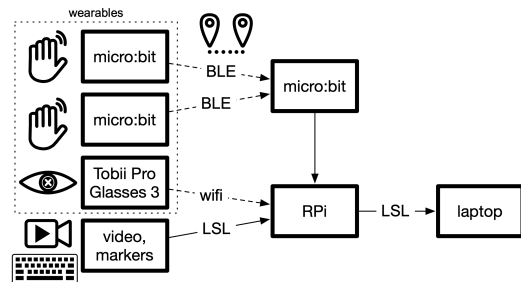 wearables
micro:bit
BLE
micro:bit
BLE
micro:bit
Tobii Pro
Glasses 3
wifi
RPi
LSL
laptop
video,
markers
LSL